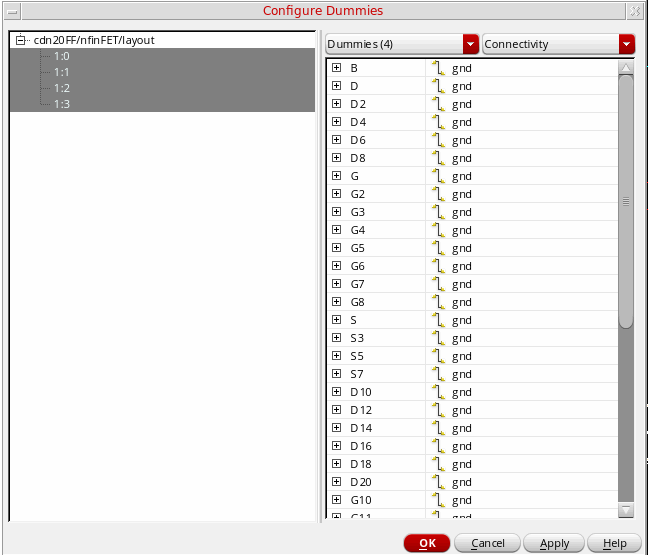 Configure Dummies
cdn20FF/nfinFET/layout
1:0
1:1
1:2
1:3
Dummies (4) Connectivity
B gnd
D gnd
D2 gnd
D4 gnd
D6 gnd
D8 gnd
G gnd
G2 gnd
G3 gnd
G4 gnd
G5 gnd
G6 gnd
G7 gnd
G8 gnd
S gnd
S3 gnd
S5 gnd
S7 gnd
D10 gnd
D12 gnd
D14 gnd
D16 gnd
D18 gnd
D20 gnd
G10 gnd
G11 gnd
OK Cancel Apply Help